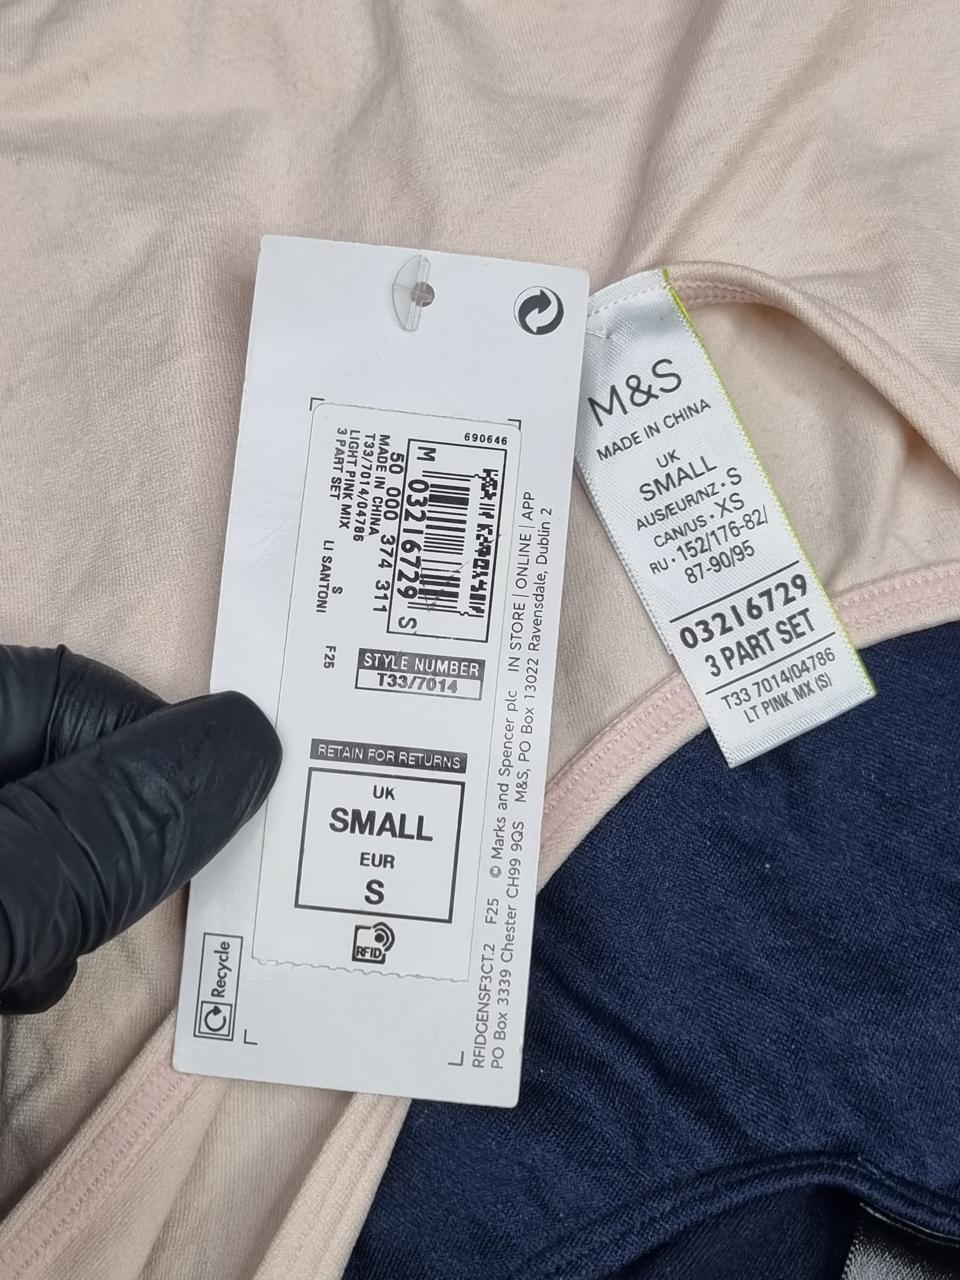 690646
M 03216729 S
50 000 374 311
MADE IN CHINA
T33/7014/04786 S
LIGHT PINK MIX LI SANTONI
3 PART SET F25
STYLE NUMBER
T33/7014
RETAIN FOR RETURNS
UK
SMALL
EUR
S
RFID
Recycle
RFIDGENSF3CT.2 F25 © Marks and Spencer plc IN STORE | ONLINE | APP
PO Box 3339 Chester CH99 9QS M&S, PO Box 13022 Ravensdale, Dublin 2
M&S
MADE IN CHINA
UK
SMALL
AUS/EUR/NZ • S
CAN/US • XS
RU • 152/176-82/
87-90/95
03216729
3 PART SET
T33 7014/04786
LT PINK MX (S)